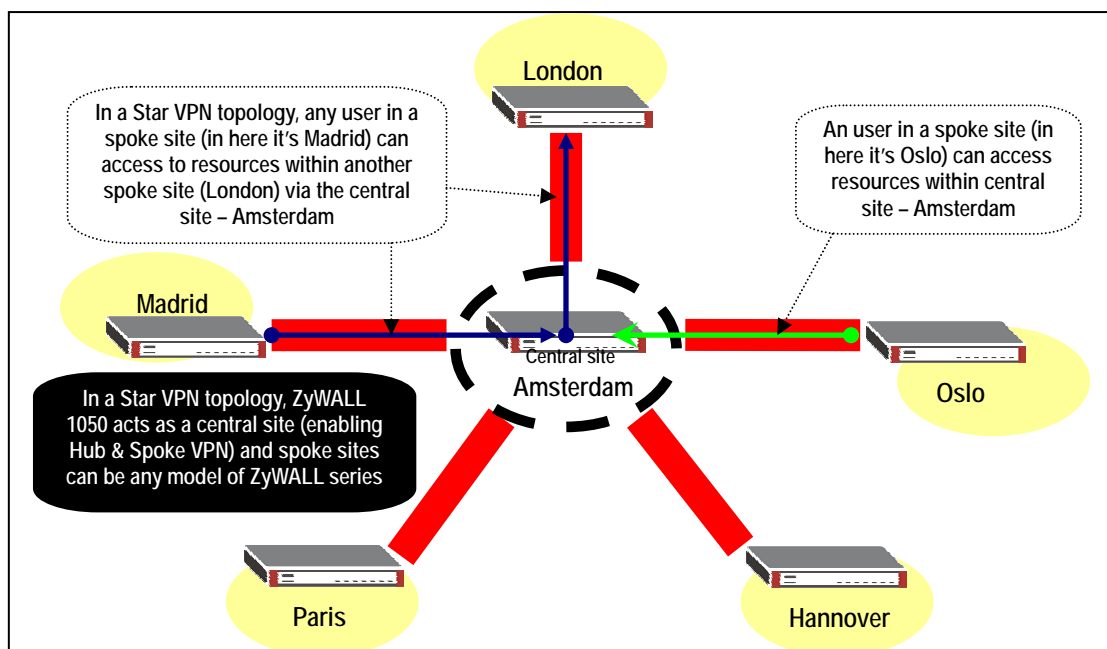 London
In a Star VPN topology, any user in a
spoke site (in here it's Madrid) can
access to resources within another
spoke site (London) via the central
site – Amsterdam
An user in a spoke site (in
here it's Oslo) can access
resources within central
site – Amsterdam
Madrid
Central site
Amsterdam
Oslo
In a Star VPN topology, ZyWALL
1050 acts as a central site (enabling
Hub & Spoke VPN) and spoke sites
can be any model of ZyWALL series
Paris
Hannover